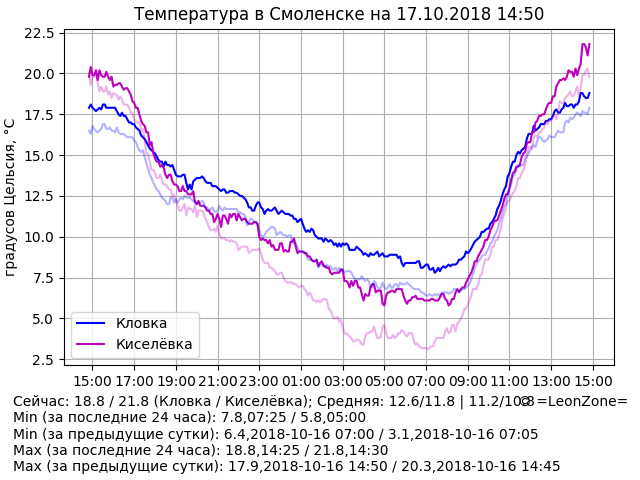 Температура в Смоленске на 17.10.2018 14:50
градусов Цельсия, °C
22.5
20.0
17.5
15.0
12.5
10.0
7.5
5.0
2.5
Кловка
Киселёвка
15:00 17:00 19:00 21:00 23:00 01:00 03:00 05:00 07:00 09:00 11:00 13:00 15:00
Сейчас: 18.8 / 21.8 (Кловка / Киселёвка); Средняя: 12.6/11.8 | 11.2/10.8 © =LeonZone=
Min (за последние 24 часа): 7.8,07:25 / 5.8,05:00
Min (за предыдущие сутки): 6.4,2018-10-16 07:00 / 3.1,2018-10-16 07:05
Max (за последние 24 часа): 18.8,14:25 / 21.8,14:30
Max (за предыдущие сутки): 17.9,2018-10-16 14:50 / 20.3,2018-10-16 14:45